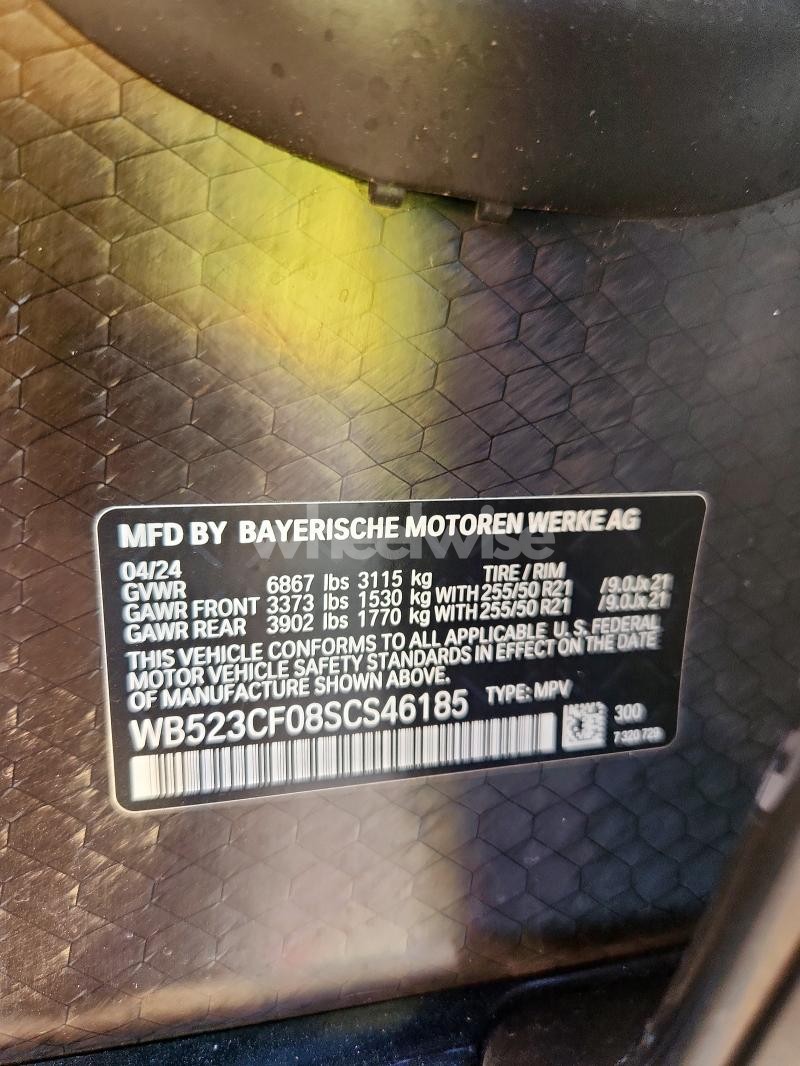 MFD BY BAYERISCHE MOTOREN WERKE AG
04/24
GVWR 6867 lbs 3115 kg TIRE / RIM
GAWR FRONT 3373 lbs 1530 kg WITH 255/50 R21 /9.0Jx21
GAWR REAR 3902 lbs 1770 kg WITH 255/50 R21 /9.0Jx21
THIS VEHICLE CONFORMS TO ALL APPLICABLE U.S. FEDERAL
MOTOR VEHICLE SAFETY STANDARDS IN EFFECT ON THE DATE
OF MANUFACTURE SHOWN ABOVE.
WB523CF08SCS46185 TYPE: MPV
300
7 320 729
wheelwise